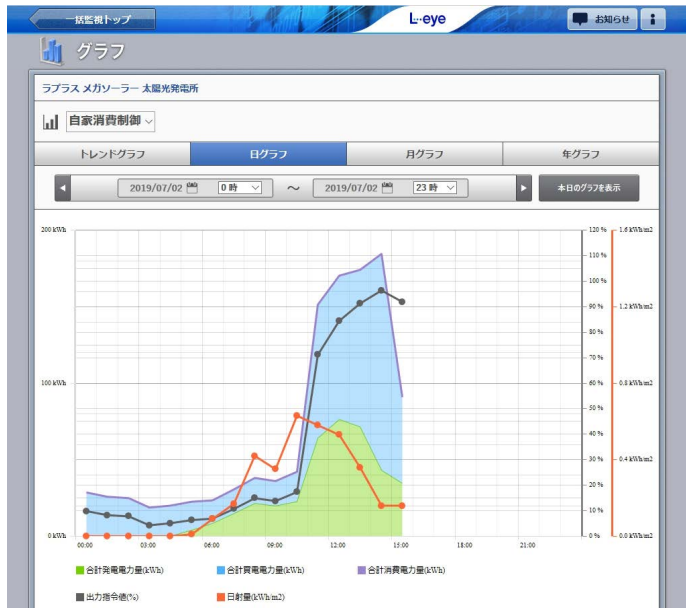 一括監視トップ
L・eye
お知らせ
i
グラフ
ラプラス メガソーラー 太陽光発電所
自家消費制御
トレンドグラフ 日グラフ 月グラフ 年グラフ
2019/07/02 0 時 ～ 2019/07/02 23 時 本日のグラフを表示
200 kWh 120 % 1.6 kWh/m2
110 %
100 %
90 % 1.2 kWh/m2
80 %
70 %
100 kWh 60 % 0.8 kWh/m2
50 %
40 %
30 % 0.4 kWh/m2
20 %
10 %
0 kWh 0 % 0.0 kWh/m2
00:00 03:00 06:00 09:00 12:00 15:00 18:00 21:00
合計発電電力量(kWh) 合計買電電力量(kWh) 合計消費電力量(kWh)
出力指令値(%) 日射量(kWh/m2)